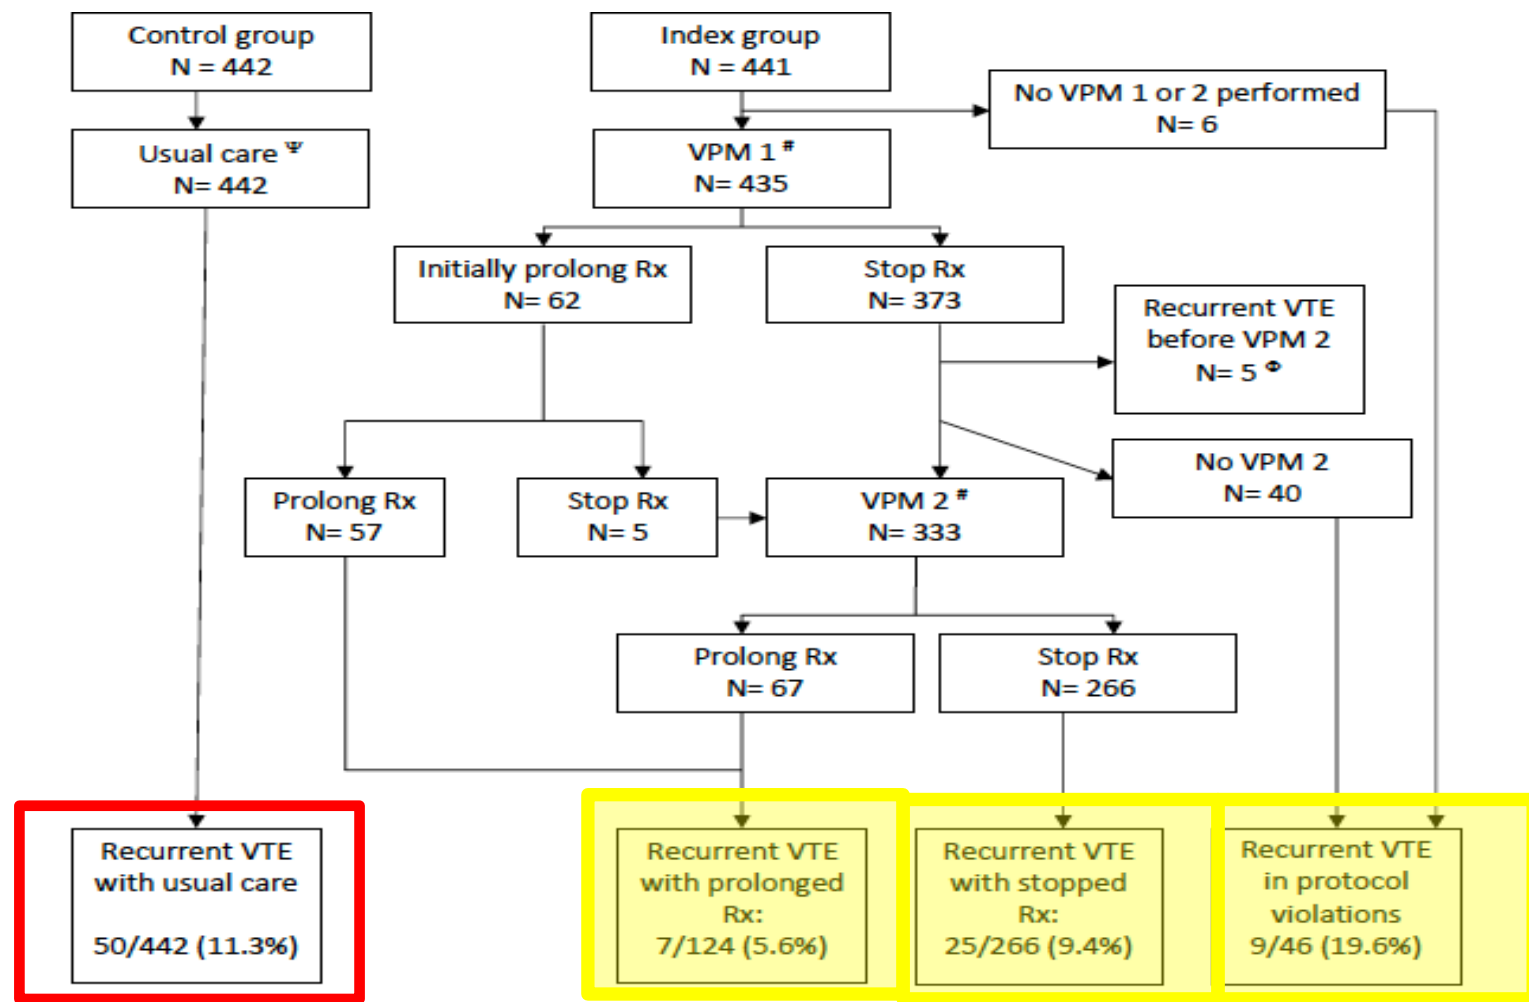 Control group
N = 442
Index group
N = 441
No VPM 1 or 2 performed
N= 6
Usual care Ψ
N= 442
VPM 1 #
N= 435
Initially prolong Rx
N= 62
Stop Rx
N= 373
Recurrent VTE
before VPM 2
N= 5 Φ
No VPM 2
N= 40
Prolong Rx
N= 57
Stop Rx
N= 5
VPM 2 #
N= 333
Prolong Rx
N= 67
Stop Rx
N= 266
Recurrent VTE
with usual care
50/442 (11.3%)
Recurrent VTE
with prolonged
Rx:
7/124 (5.6%)
Recurrent VTE
with stopped
Rx:
25/266 (9.4%)
Recurrent VTE
in protocol
violations
9/46 (19.6%)